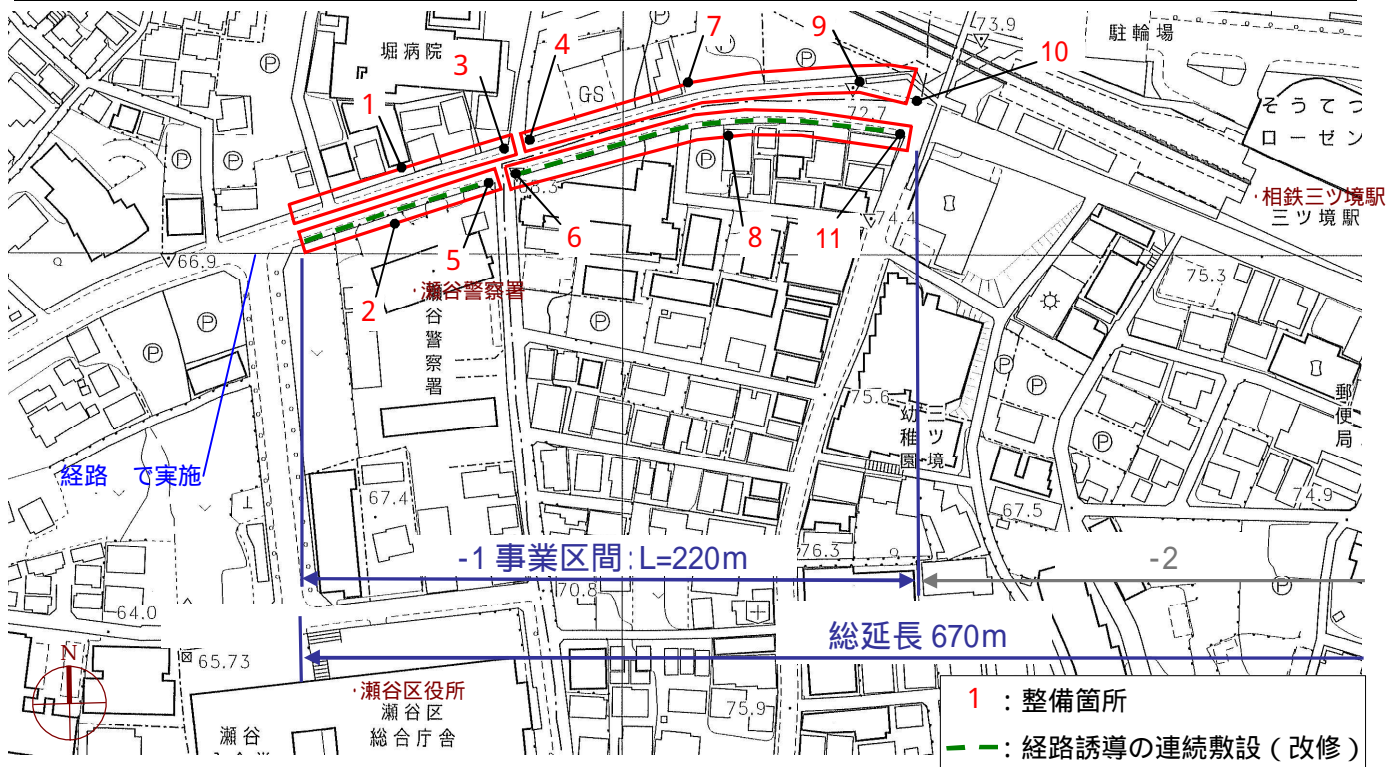 73.9
駐輪場
堀病院
7
9
10
4
3
1
GS
72.7
そうてつ
ローゼン
65.3
・相鉄三ツ境駅
三ツ境駅
74.4
66.9
5
6
8
11
2
75.3
・瀬谷警察署
瀬谷警察署
75.6
三ツ境
幼稚園
郵便局
経路　で実施
67.4
67.5
74.9
-1 事業区間：L=220m
76.3
-2
64.0
70.8
総延長 670m
N
65.73
・瀬谷区役所
瀬谷区
総合庁舎
瀬谷
75.9
1 ：整備箇所
：経路誘導の連続敷設（改修）
P
P
P
P
P
P
P
P
P
P
P
P